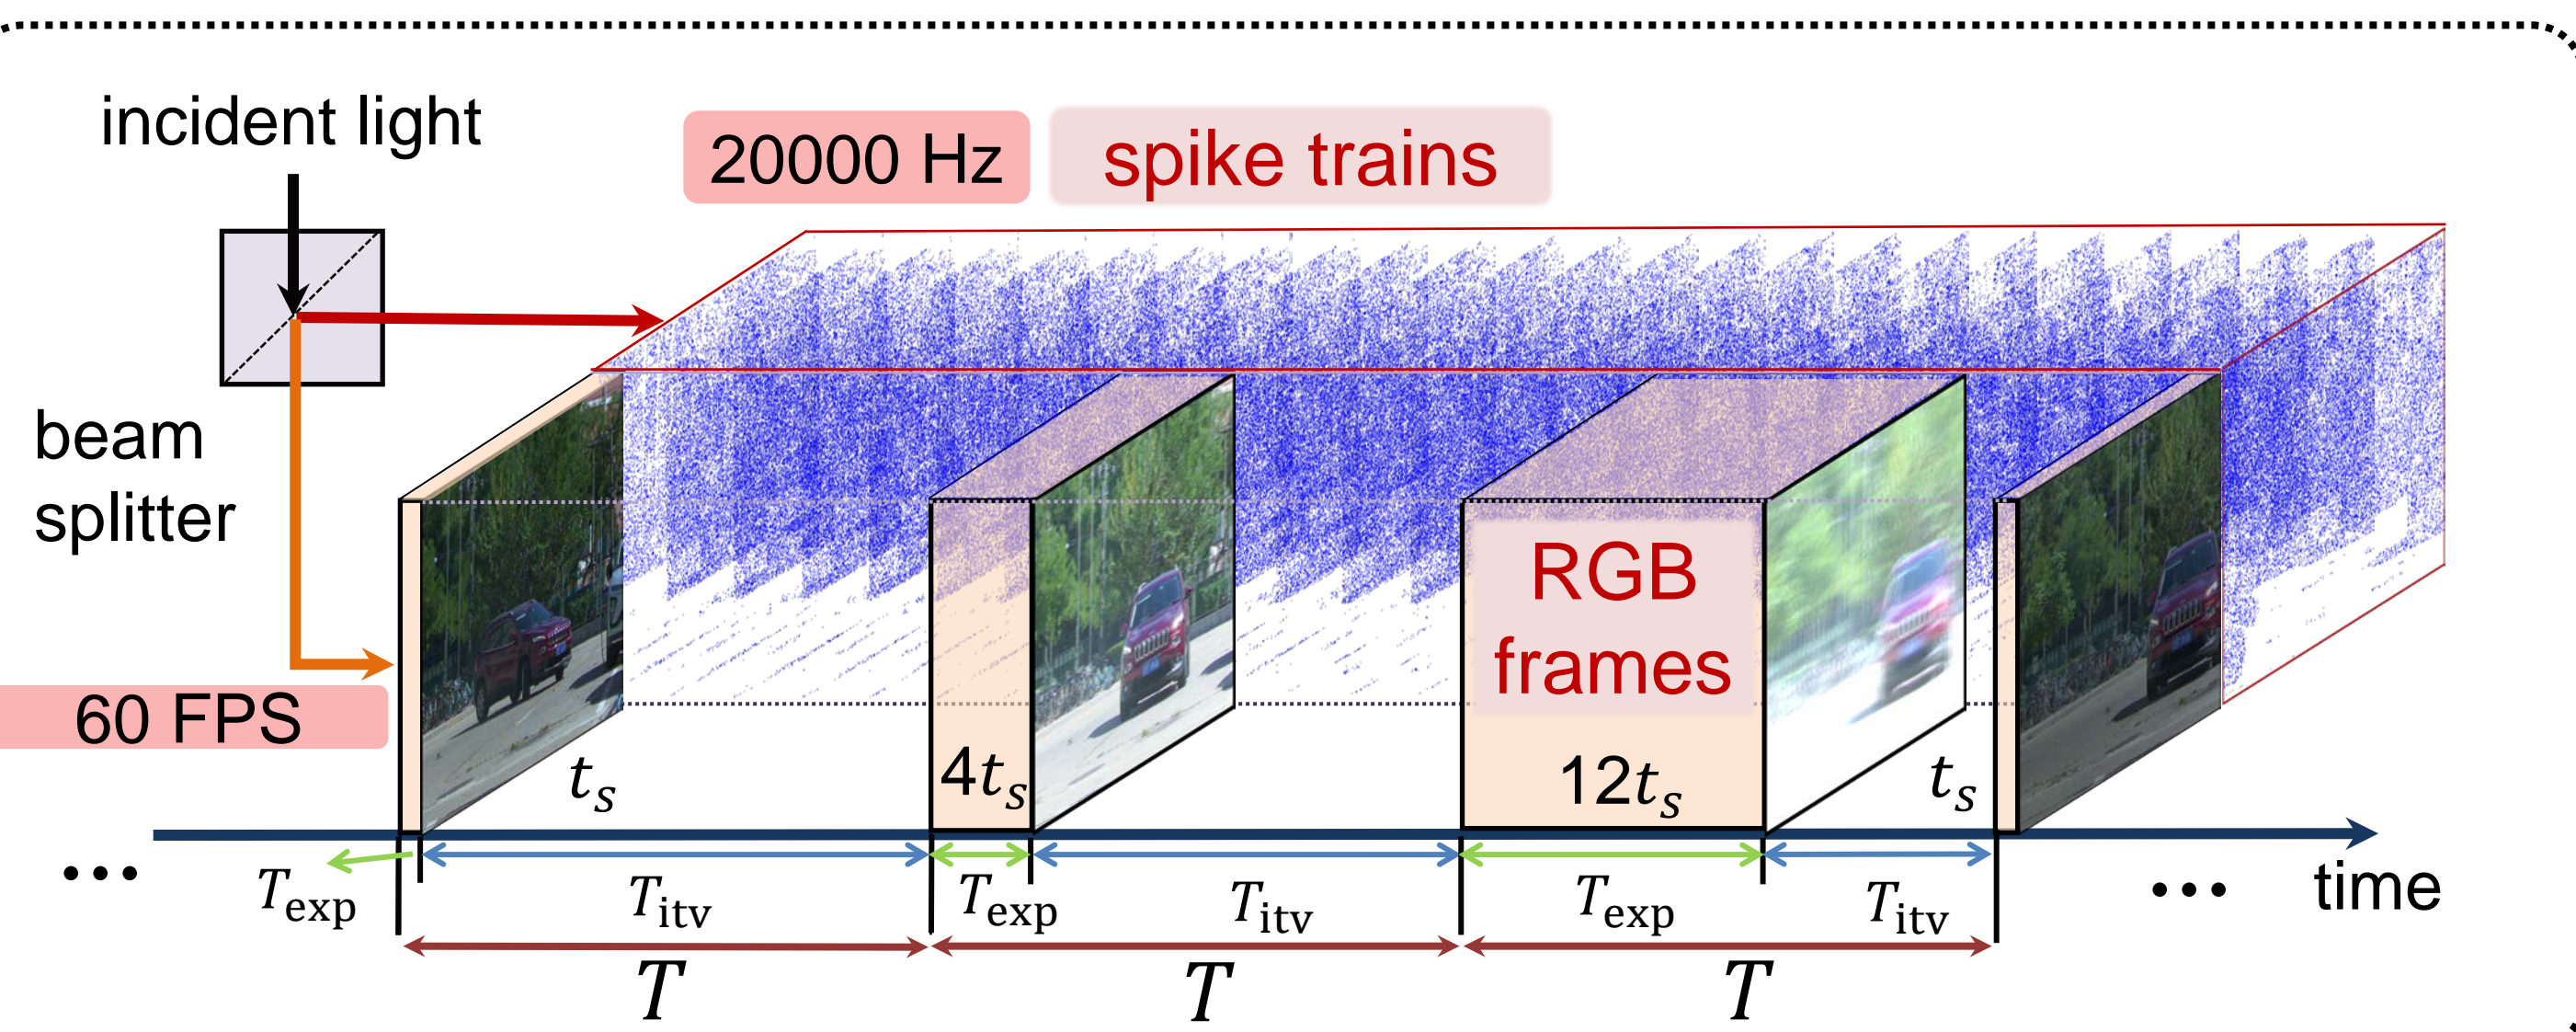 incident light
20000 Hz
spike trains
beam
splitter
60 FPS
RGB
frames
t_s
4t_s
12t_s
t_s
T_exp
T_itv
T_exp
T_itv
T_exp
T_itv
... time
...
T
T
T